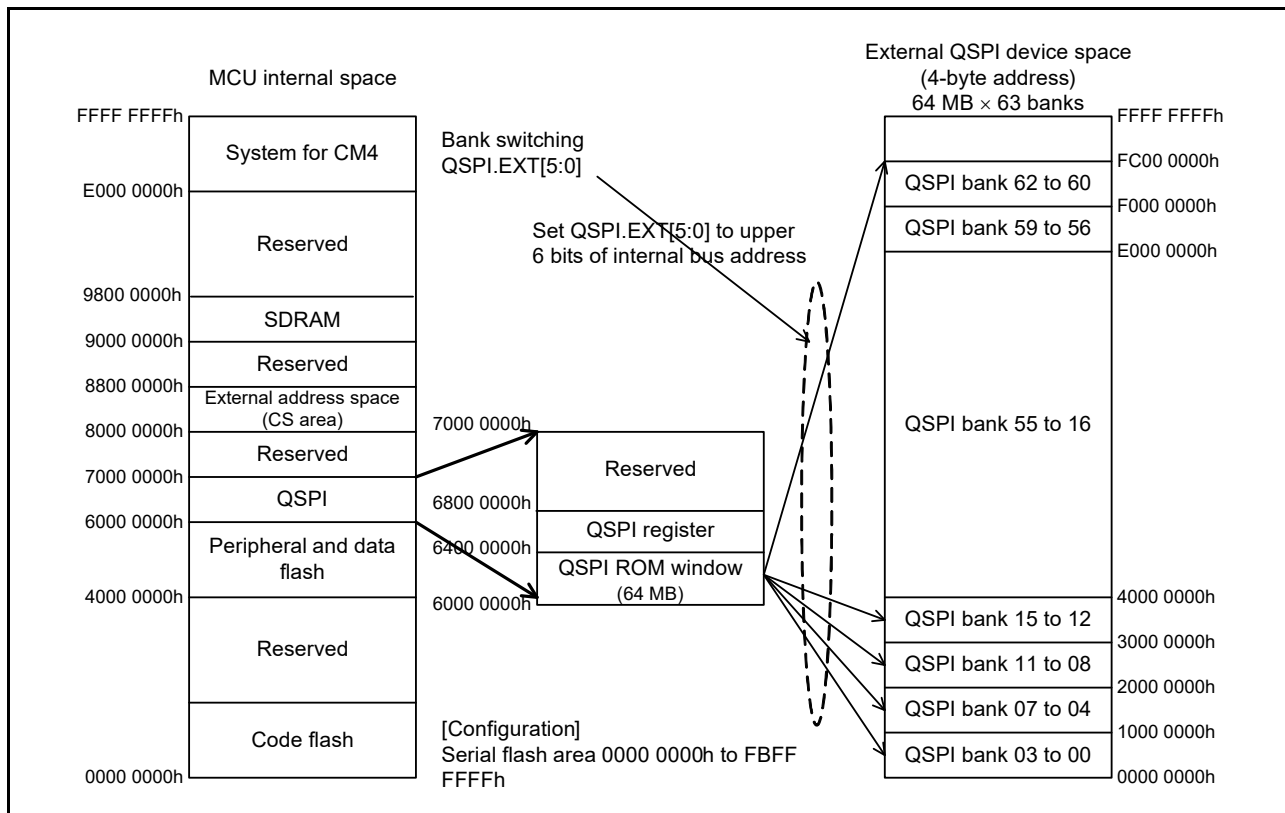 MCU internal space
FFFF FFFFh
System for CM4
E000 0000h
Reserved
9800 0000h
SDRAM
9000 0000h
Reserved
8800 0000h
External address space
(CS area)
8000 0000h
Reserved
7000 0000h
QSPI
6000 0000h
Peripheral and data
flash
4000 0000h
Reserved
Code flash
0000 0000h
Bank switching
QSPI.EXT[5:0]
Set QSPI.EXT[5:0] to upper
6 bits of internal bus address
7000 0000h
Reserved
6800 0000h
QSPI register
6400 0000h
QSPI ROM window
(64 MB)
6000 0000h
[Configuration]
Serial flash area 0000 0000h to FBFF
FFFFh
External QSPI device space
(4-byte address)
64 MB × 63 banks
FFFF FFFFh
FC00 0000h
QSPI bank 62 to 60
F000 0000h
QSPI bank 59 to 56
E000 0000h
QSPI bank 55 to 16
4000 0000h
QSPI bank 15 to 12
3000 0000h
QSPI bank 11 to 08
2000 0000h
QSPI bank 07 to 04
1000 0000h
QSPI bank 03 to 00
0000 0000h